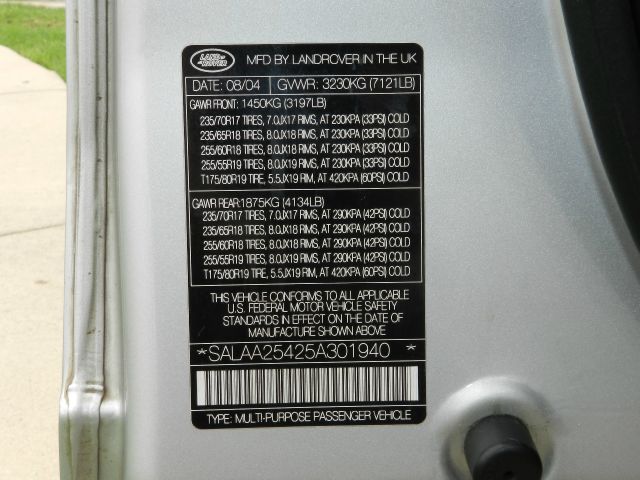 LAND ROVER MFD BY LANDROVER IN THE UK
DATE: 08/04 GVWR: 3230KG (7121LB)
GAWR FRONT: 1450KG (3197LB)
235/70R17 TIRES, 7.0JX17 RIMS, AT 230KPA (33PSI) COLD
235/65R18 TIRES, 8.0JX18 RIMS, AT 230KPA (33PSI) COLD
255/60R18 TIRES, 8.0JX18 RIMS, AT 230KPA (33PSI) COLD
255/55R19 TIRES, 8.0JX19 RIMS, AT 230KPA (33PSI) COLD
T175/80R19 TIRE, 5.5JX19 RIM, AT 420KPA (60PSI) COLD
GAWR REAR:1875KG (4134LB)
235/70R17 TIRES, 7.0JX17 RIMS, AT 290KPA (42PSI) COLD
235/65R18 TIRES, 8.0JX18 RIMS, AT 290KPA (42PSI) COLD
255/60R18 TIRES, 8.0JX18 RIMS, AT 290KPA (42PSI) COLD
255/55R19 TIRES, 8.0JX19 RIMS, AT 290KPA (42PSI) COLD
T175/80R19 TIRE, 5.5JX19 RIM, AT 420KPA (60PSI) COLD
THIS VEHICLE CONFORMS TO ALL APPLICABLE
U.S. FEDERAL MOTOR VEHICLE SAFETY
STANDARDS IN EFFECT ON THE DATE OF
MANUFACTURE SHOWN ABOVE
*SALAA25425A301940 *
TYPE: MULTI-PURPOSE PASSENGER VEHICLE